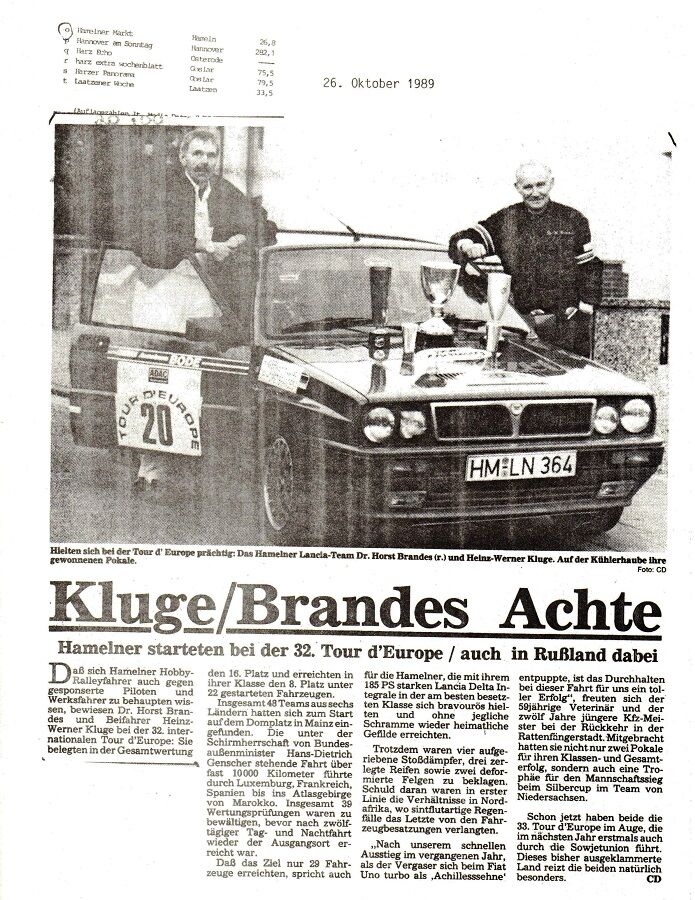 o Hameiner Markt Hameln 26,8
p Hannover am Sonntag Hannover 282,1
q Harz Echo Osterode
r harz extra wochenblatt Goslar 75,5
s Harzer Panorama Goslar 79,5
t Laatzener Woche Laatzen 33,5
26. Oktober 1989
BODE
ADAC
TOUR D'EUROPE
20
HM LN 364
Hielten sich bei der Tour d' Europe prächtig: Das Hamelner Lancia-Team Dr. Horst Brandes (r.) und Heinz-Werner Kluge. Auf der Kühlerhaube ihre
gewonnenen Pokale.
Foto: CD
Kluge/Brandes Achte
Hamelner starteten bei der 32. Tour d'Europe / auch in Rußland dabei
Daß sich Hamelner Hobby-
Ralleyfahrer auch gegen
gesponserte Piloten und
Werksfahrer zu behaupten wis-
sen, bewiesen Dr. Horst Bran-
des und Beifahrer Heinz-
Werner Kluge bei der 32. inter-
nationalen Tour d'Europe: Sie
belegten in der Gesamtwertung
den 16. Platz und erreichten in
ihrer Klasse den 8. Platz unter
22 gestarteten Fahrzeugen.
Insgesamt 48 Teams aus sechs
Ländern hatten sich zum Start
auf dem Domplatz in Mainz ein-
gefunden. Die unter der
Schirmherrschaft von Bundes-
außenminister Hans-Dietrich
Genscher stehende Fahrt über
fast 10000 Kilometer führte
durch Luxemburg, Frankreich,
Spanien bis ins Atlasgebirge
von Marokko. Insgesamt 39
Wertungsprüfungen waren zu
bewältigen, bevor nach zwölf-
tägiger Tag- und Nachtfahrt
wieder der Ausgangsort er-
reicht war.
Daß das Ziel nur 29 Fahr-
zeuge erreichten, spricht auch
für die Hamelner, die mit ihrem
185 PS starken Lancia Delta In-
tegrale in der am besten besetz-
ten Klasse sich bravourös hiel-
ten und ohne jegliche
Schramme wieder heimatliche
Gefilde erreichten.
Trotzdem waren vier aufge-
riebene Stoßdämpfer, drei zer-
legte Reifen sowie zwei defor-
mierte Felgen zu beklagen.
Schuld daran waren in erster
Linie die Verhältnisse in Nord-
afrika, wo sintflutartige Regen-
fälle das Letzte von den Fahr-
zeugbesatzungen verlangten.
„Nach unserem schnellen
Ausstieg im vergangenen Jahr,
als der Vergaser sich beim Fiat
Uno turbo als ‚Achillessehne'
entpuppte, ist das Durchhalten
bei dieser Fahrt für uns ein tol-
ler Erfolg", freuten sich der
59jährige Veterinär und der
zwölf Jahre jüngere Kfz-Mei-
ster bei der Rückkehr in der
Rattenfingerstadt. Mitgebracht
hatten sie nicht nur zwei Pokale
für ihren Klassen- und Gesamt-
erfolg, sondern auch eine Tro-
phäe für den Mannschaftssieg
beim Silbercup im Team von
Niedersachsen.
Schon jetzt haben beide die
33. Tour d'Europe im Auge, die
im nächsten Jahr erstmals auch
durch die Sowjetunion führt.
Dieses bisher ausgeklammerte
Land reizt die beiden natürlich
besonders. CD